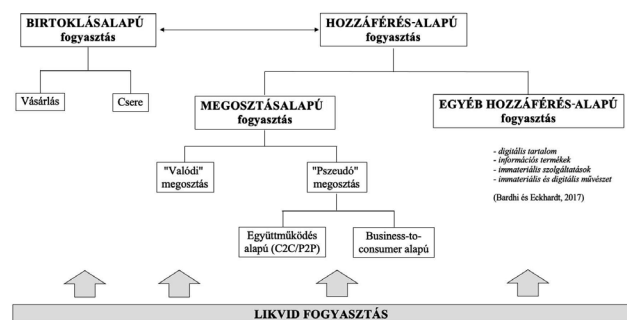 BIRTOKLÁSALAPÚ
fogyasztás
HOZZÁFÉRÉS-ALAPÚ
fogyasztás
Vásárlás
Csere
MEGOSZTÁSALAPÚ
fogyasztás
EGYÉB HOZZÁFÉRÉS-ALAPÚ
fogyasztás
- digitális tartalom
- információs termékek
- immateriális szolgáltatások
- immateriális és digitális művészet
(Bardhi és Eckhardt, 2017)
"Valódi"
megosztás
"Pszeudó"
megosztás
Együttműködés
alapú (C2C/P2P)
Business-to-
consumer alapú
LIKVID FOGYASZTÁS